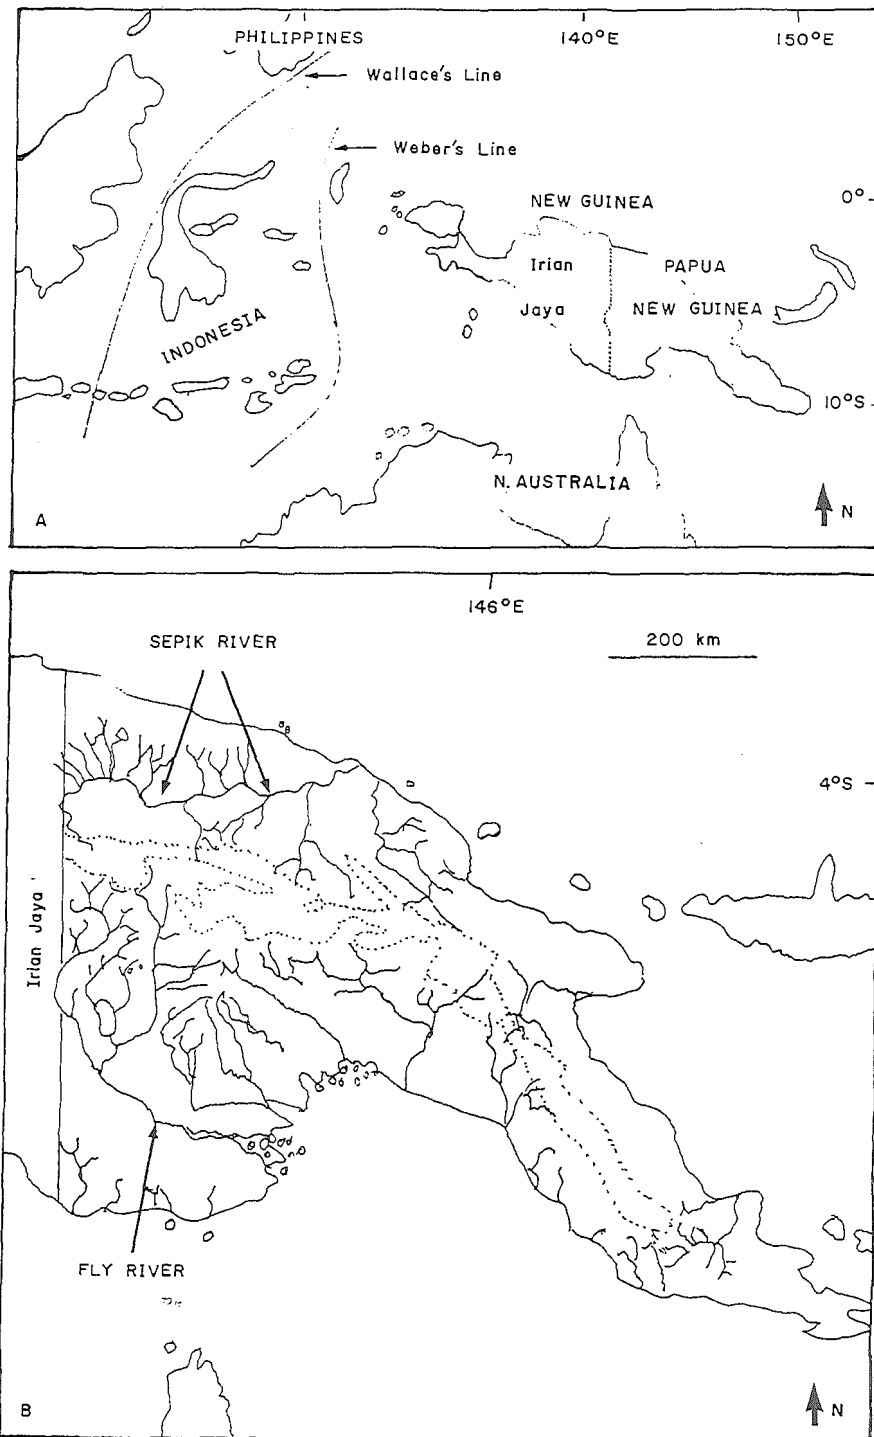 PHILIPPINES
140°E
150°E
Wallace's Line
Weber's Line
0°
NEW GUINEA
Irian
Jaya
PAPUA
NEW GUINEA
INDONESIA
10°S
N. AUSTRALIA
A
N
146°E
SEPIK RIVER
200 km
4°S
Irian Jaya
FLY RIVER
B
N